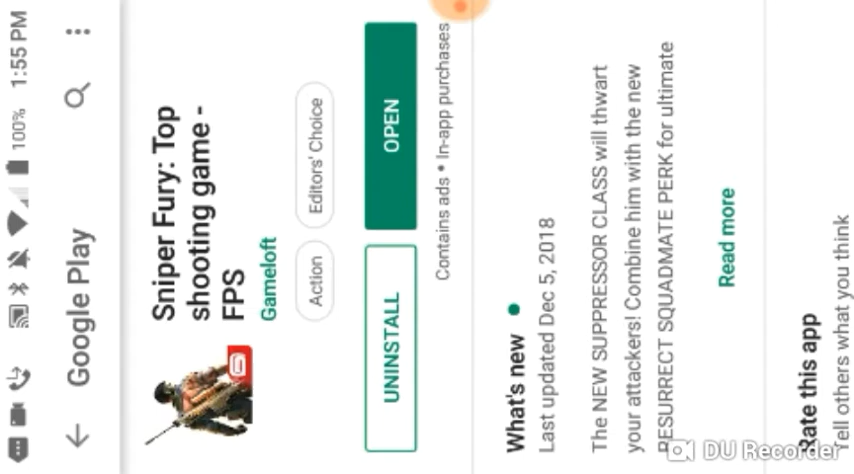 100% 1:55 PM
Google Play
Sniper Fury: Top
shooting game -
FPS
Gameloft
Action
Editors' Choice
UNINSTALL
OPEN
Contains ads • In-app purchases
What's new
Last updated Dec 5, 2018
The NEW SUPPRESSOR CLASS will thwart
your attackers! Combine him with the new
RESURRECT SQUADMATE PERK for ultimate
Read more
Rate this app
Tell others what you think
DU Recorder